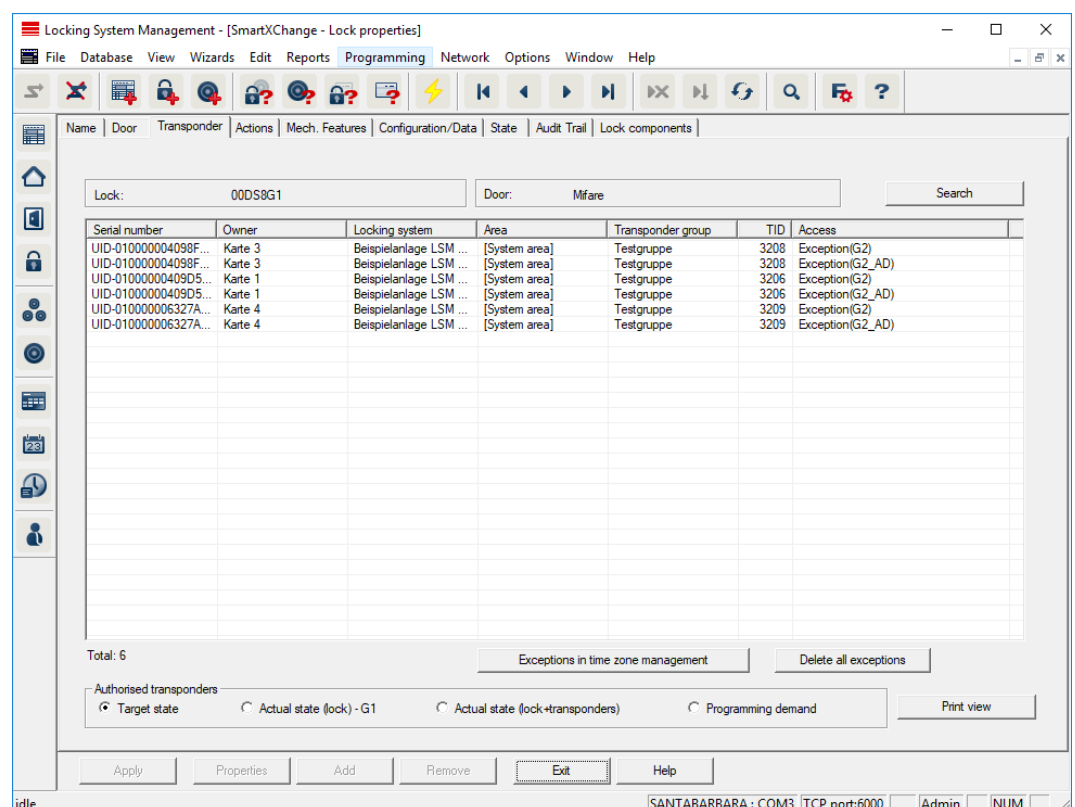 Locking System Management - [SmartXChange - Lock properties]
File Database View Wizards Edit Reports Programming Network Options Window Help
Name Door Transponder Actions Mech. Features Configuration/Data State Audit Trail Lock components
Lock: 00DS8G1 Door: Mifare Search
Serial number Owner Locking system Area Transponder group TID Access
UID-010000004098F... Karte 3 Beispielanlage LSM ... [System area] Testgruppe 3208 Exception(G2)
UID-010000004098F... Karte 3 Beispielanlage LSM ... [System area] Testgruppe 3208 Exception(G2_AD)
UID-01000000409D5... Karte 1 Beispielanlage LSM ... [System area] Testgruppe 3206 Exception(G2)
UID-01000000409D5... Karte 1 Beispielanlage LSM ... [System area] Testgruppe 3206 Exception(G2_AD)
UID-010000006327A... Karte 4 Beispielanlage LSM ... [System area] Testgruppe 3209 Exception(G2)
UID-010000006327A... Karte 4 Beispielanlage LSM ... [System area] Testgruppe 3209 Exception(G2_AD)
Total: 6 Exceptions in time zone management Delete all exceptions
Authorised transponders
Target state Actual state (lock) - G1 Actual state (lock+transponders) Programming demand Print view
Apply Properties Add Remove Exit Help
idle SANTABARBARA : COM3 TCP port:6000 Admin NUM